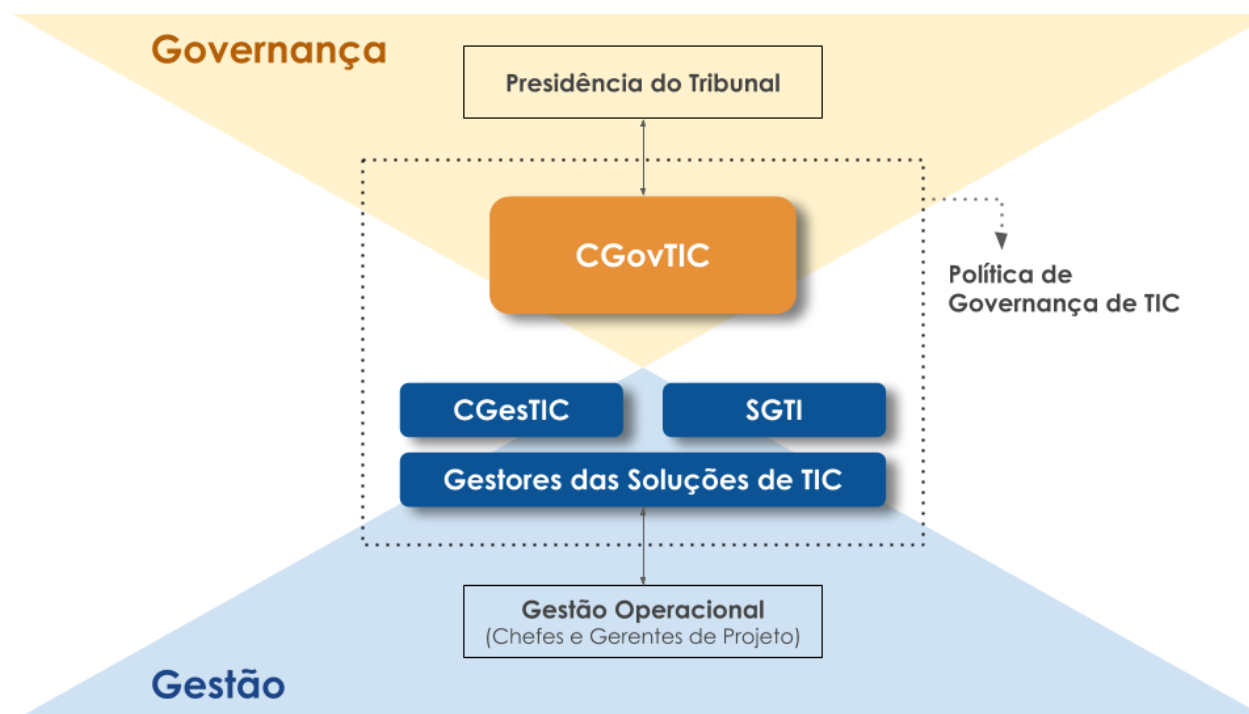 Governança
Presidência do Tribunal
CGovTIC
Política de
Governança de TIC
CGesTIC
SGTI
Gestores das Soluções de TIC
Gestão Operacional
(Chefes e Gerentes de Projeto)
Gestão